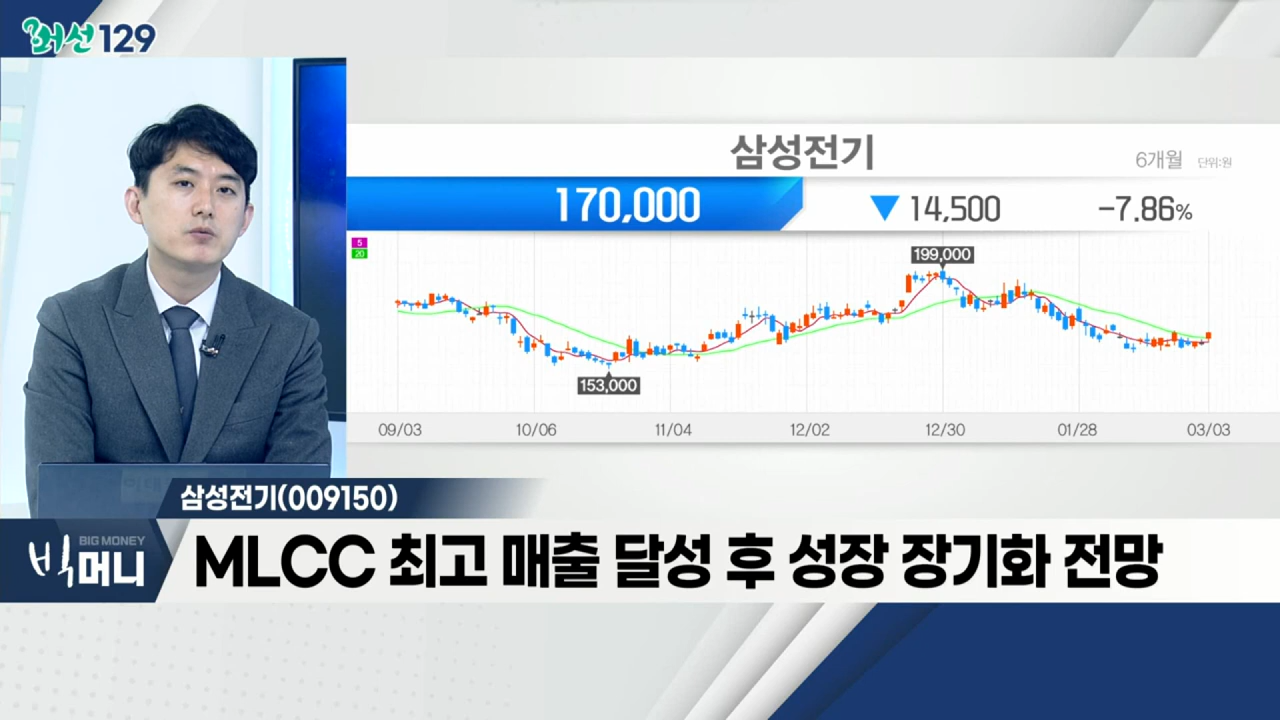 머선129
삼성전기
6개월 단위:원
170,000 ▼ 14,500 -7.86%
5
20
199,000
153,000
09/03 10/06 11/04 12/02 12/30 01/28 03/03
삼성전기(009150)
BIG MONEY
빅머니
MLCC 최고 매출 달성 후 성장 장기화 전망